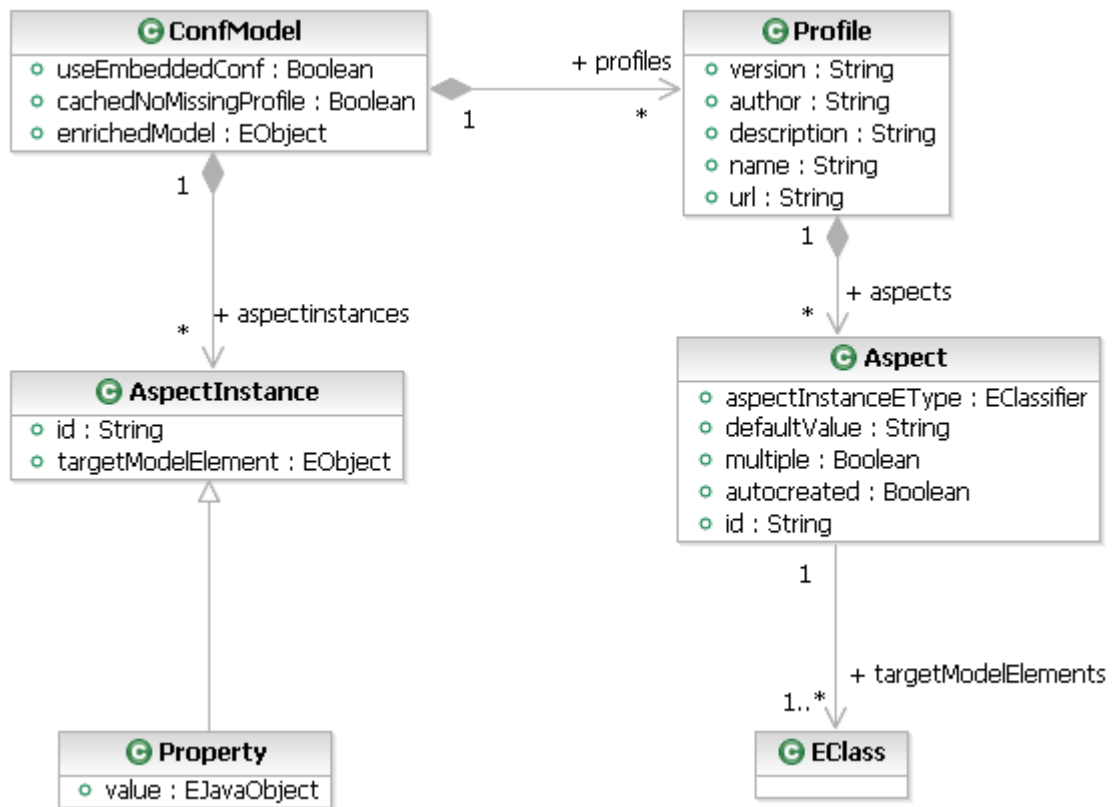 ConfModel
useEmbeddedConf : Boolean
cachedNoMissingProfile : Boolean
enrichedModel : EObject
+ profiles
1
*
Profile
version : String
author : String
description : String
name : String
url : String
1
+ aspectinstances
*
1
+ aspects
*
AspectInstance
id : String
targetModelElement : EObject
Aspect
aspectInstanceEType : EClassifier
defaultValue : String
multiple : Boolean
autocreated : Boolean
id : String
1
+ targetModelElements
1..*
Property
value : EJavaObject
EClass